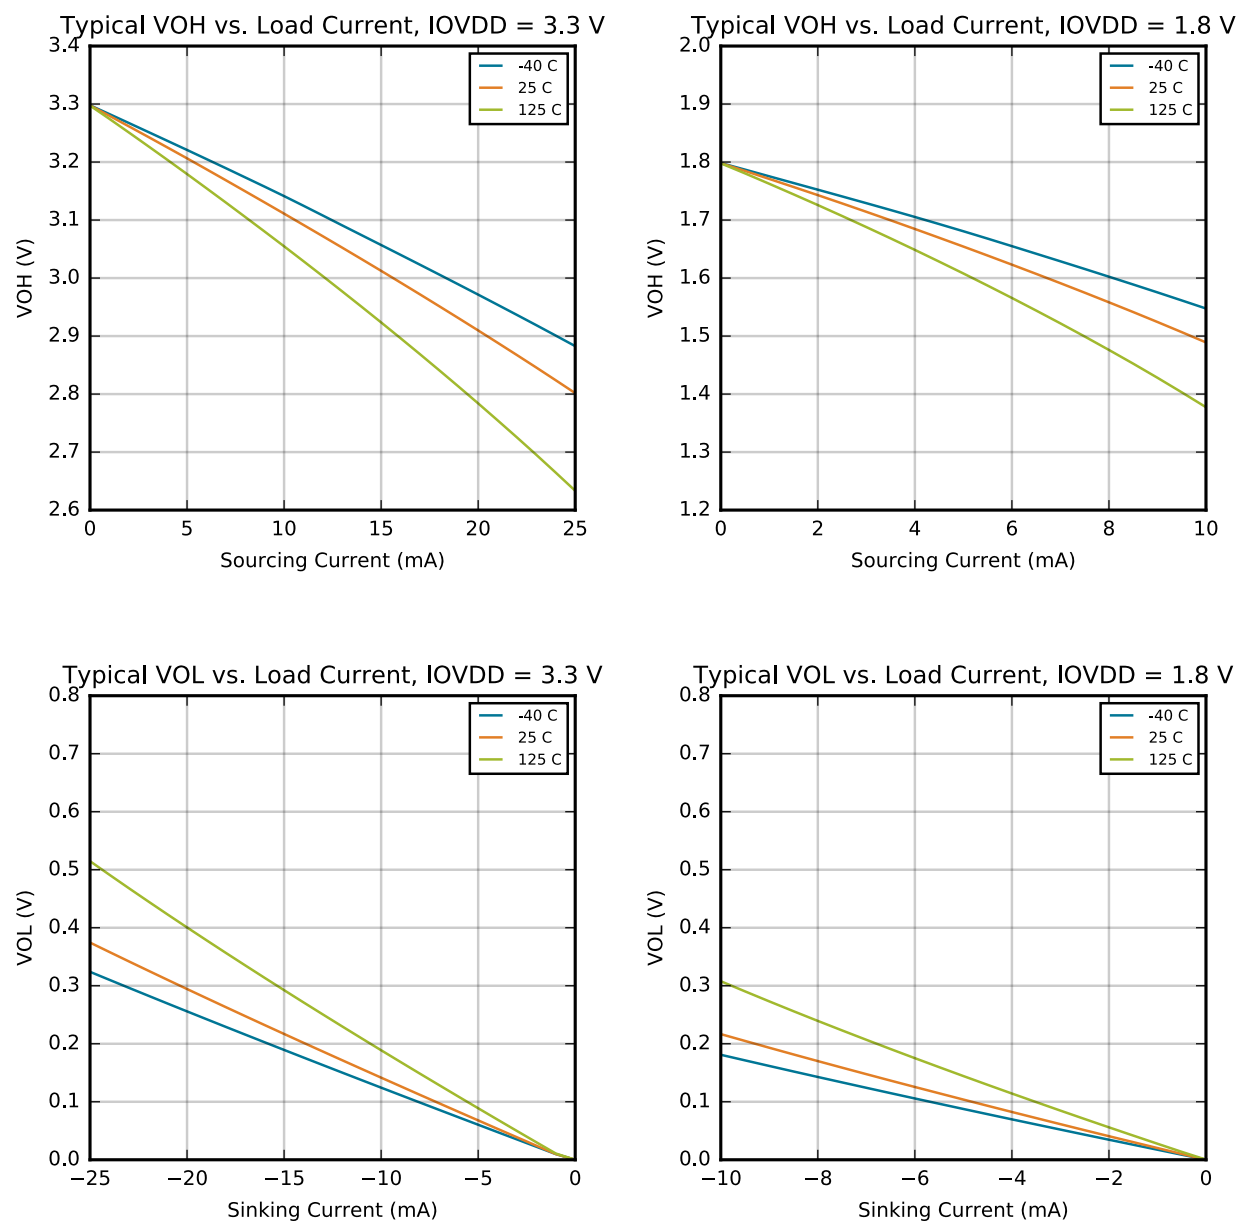 Typical VOH vs. Load Current, IOVDD = 3.3 V
3.4
3.3
3.2
3.1
3.0
2.9
2.8
2.7
2.6
VOH (V)
-40 C
25 C
125 C
0 5 10 15 20 25
Sourcing Current (mA)
Typical VOH vs. Load Current, IOVDD = 1.8 V
2.0
1.9
1.8
1.7
1.6
1.5
1.4
1.3
1.2
VOH (V)
-40 C
25 C
125 C
0 2 4 6 8 10
Sourcing Current (mA)
Typical VOL vs. Load Current, IOVDD = 3.3 V
0.8
0.7
0.6
0.5
0.4
0.3
0.2
0.1
0.0
VOL (V)
-40 C
25 C
125 C
−25 −20 −15 −10 −5 0
Sinking Current (mA)
Typical VOL vs. Load Current, IOVDD = 1.8 V
0.8
0.7
0.6
0.5
0.4
0.3
0.2
0.1
0.0
VOL (V)
-40 C
25 C
125 C
−10 −8 −6 −4 −2 0
Sinking Current (mA)